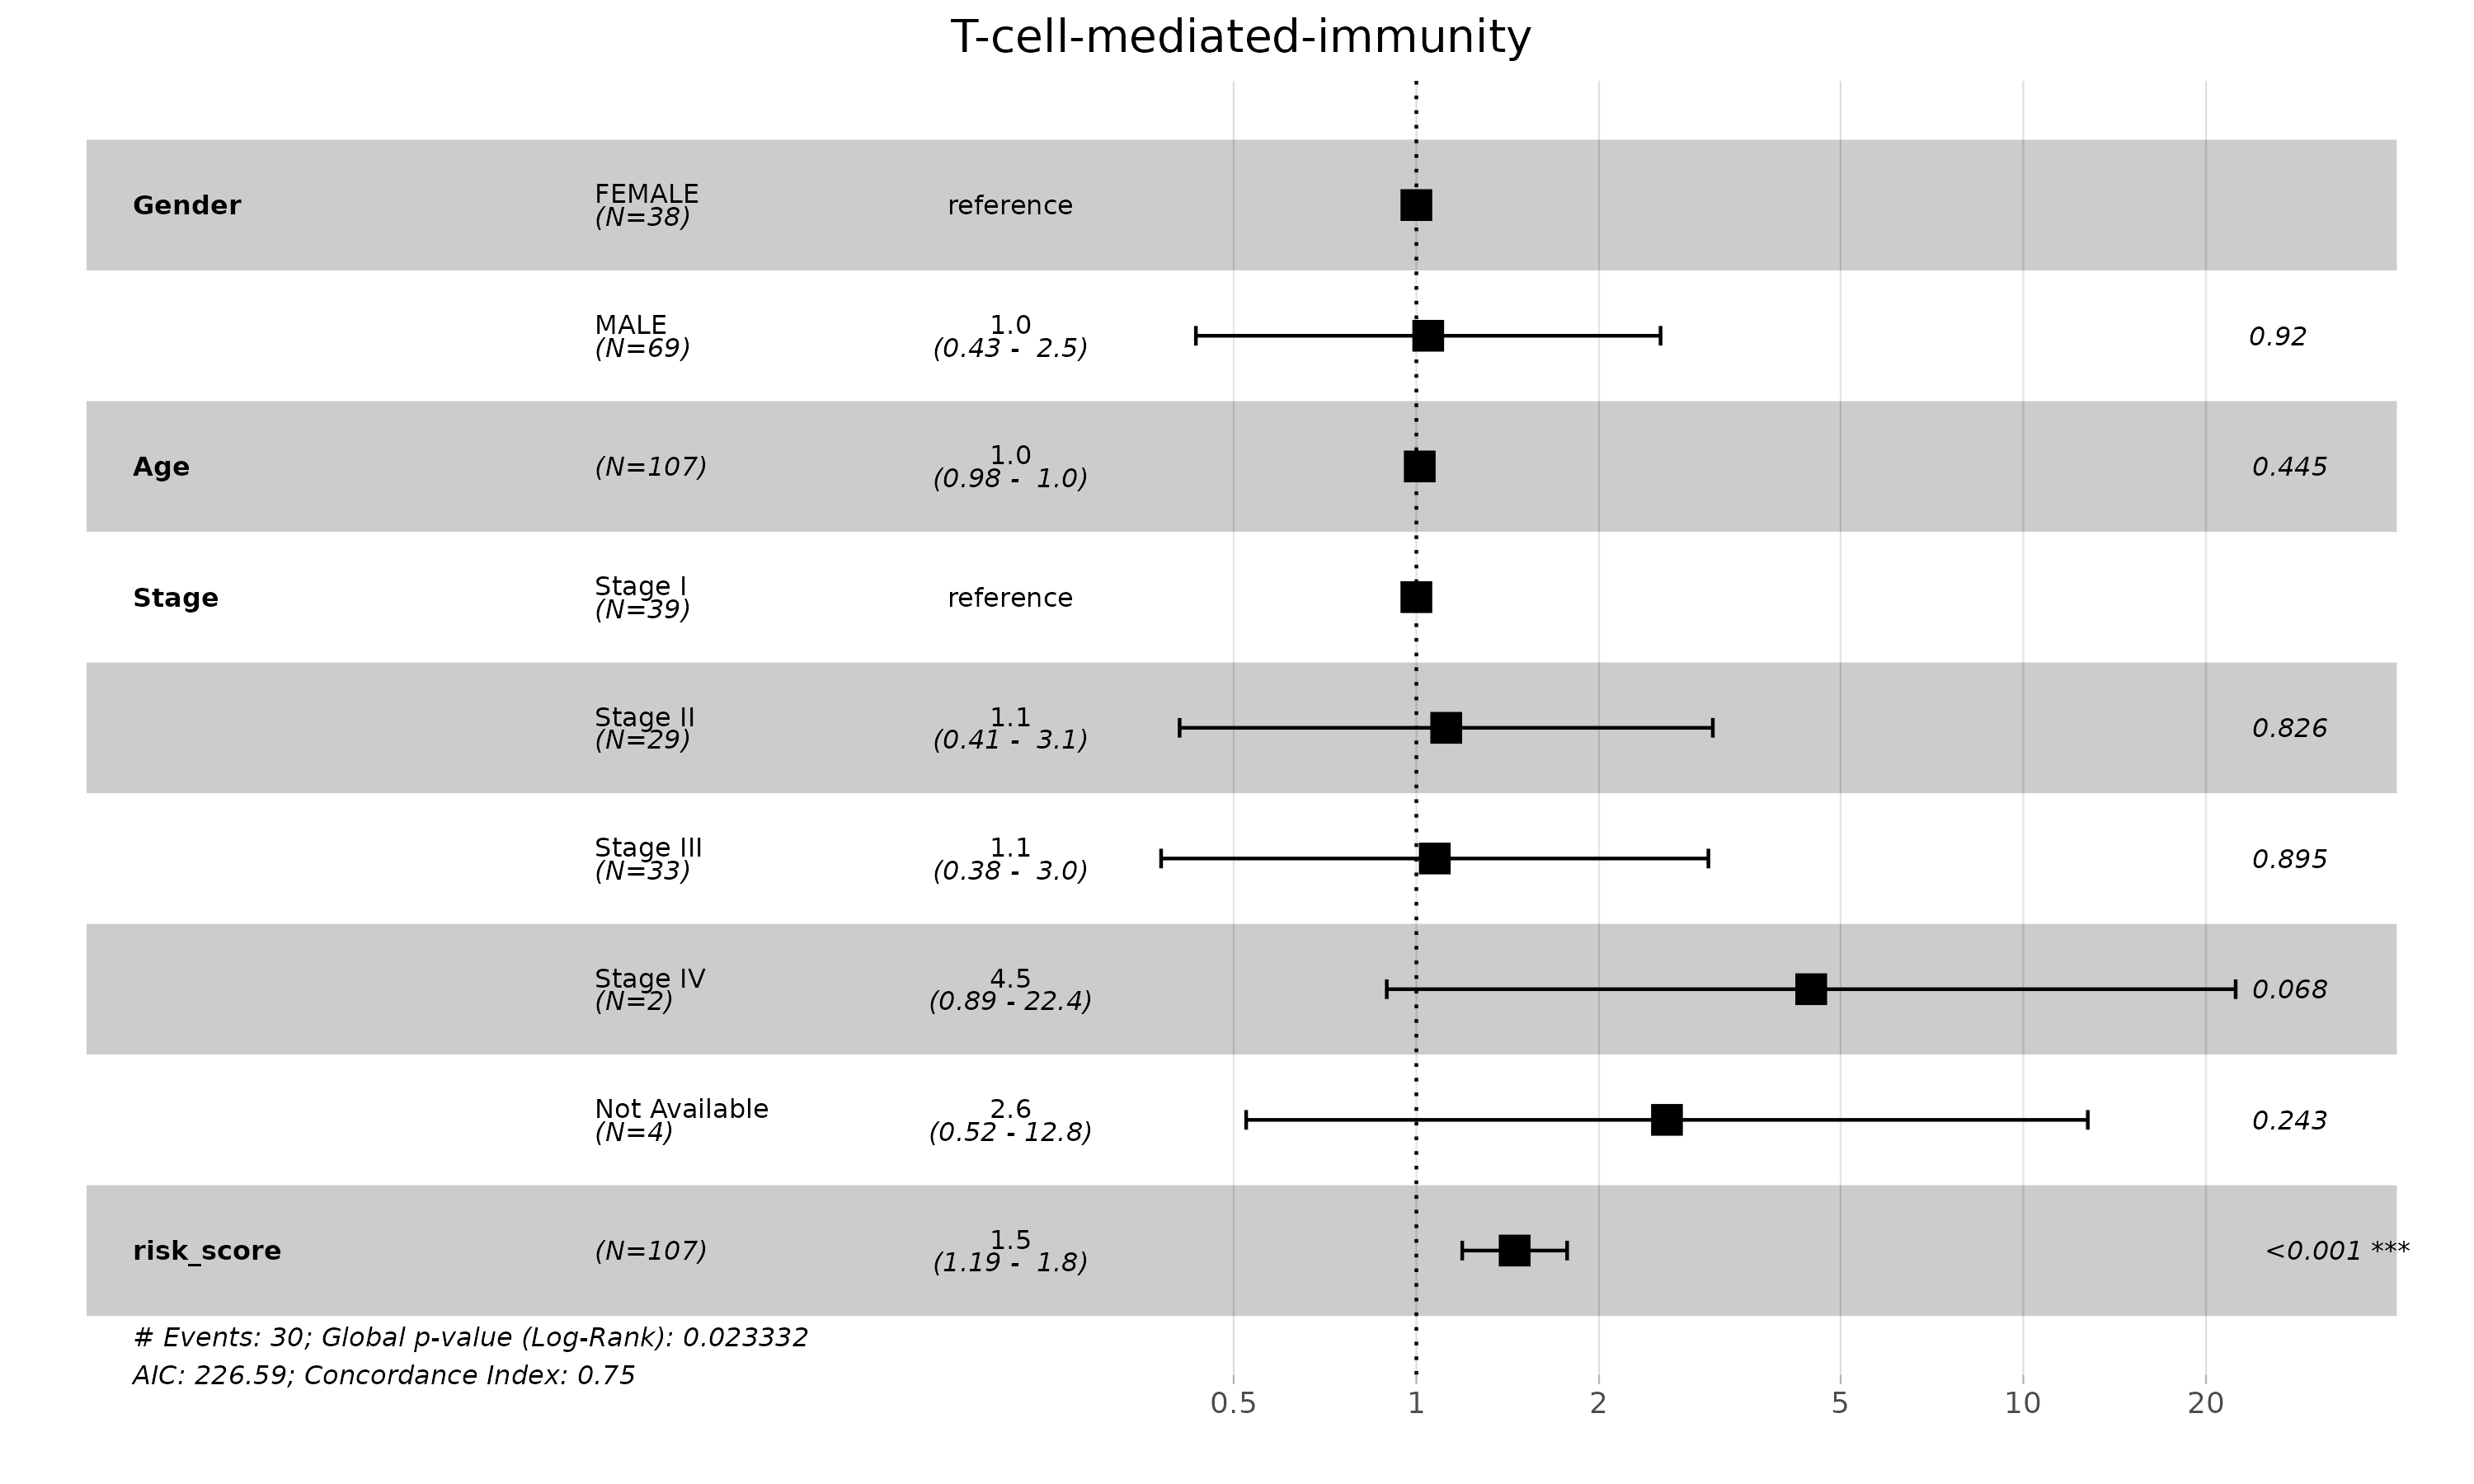 T-cell-mediated-immunity
Gender
FEMALE
(N=38)
reference
MALE
(N=69)
1.0
(0.43 - 2.5)
0.92
Age
(N=107)
1.0
(0.98 - 1.0)
0.445
Stage
Stage I
(N=39)
reference
Stage II
(N=29)
1.1
(0.41 - 3.1)
0.826
Stage III
(N=33)
1.1
(0.38 - 3.0)
0.895
Stage IV
(N=2)
4.5
(0.89 - 22.4)
0.068
Not Available
(N=4)
2.6
(0.52 - 12.8)
0.243
risk_score
(N=107)
1.5
(1.19 - 1.8)
<0.001 ***
# Events: 30; Global p-value (Log-Rank): 0.023332
AIC: 226.59; Concordance Index: 0.75
0.5 1 2 5 10 20